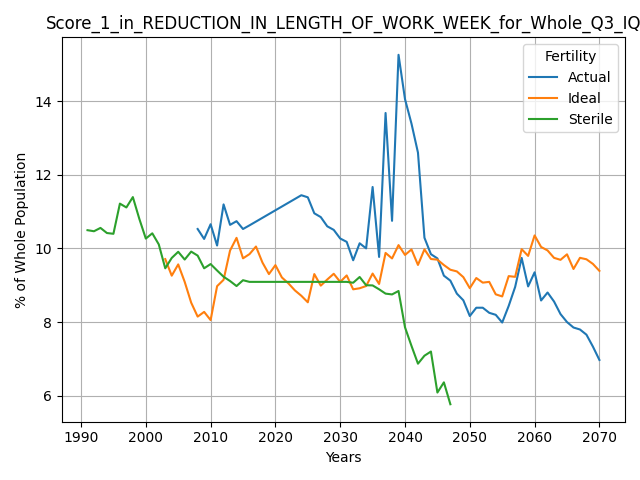 Score_1_in_REDUCTION_IN_LENGTH_OF_WORK_WEEK_for_Whole_Q3_IQ
% of Whole Population
14
12
10
8
6
Fertility
Actual
Ideal
Sterile
1990 2000 2010 2020 2030 2040 2050 2060 2070
Years